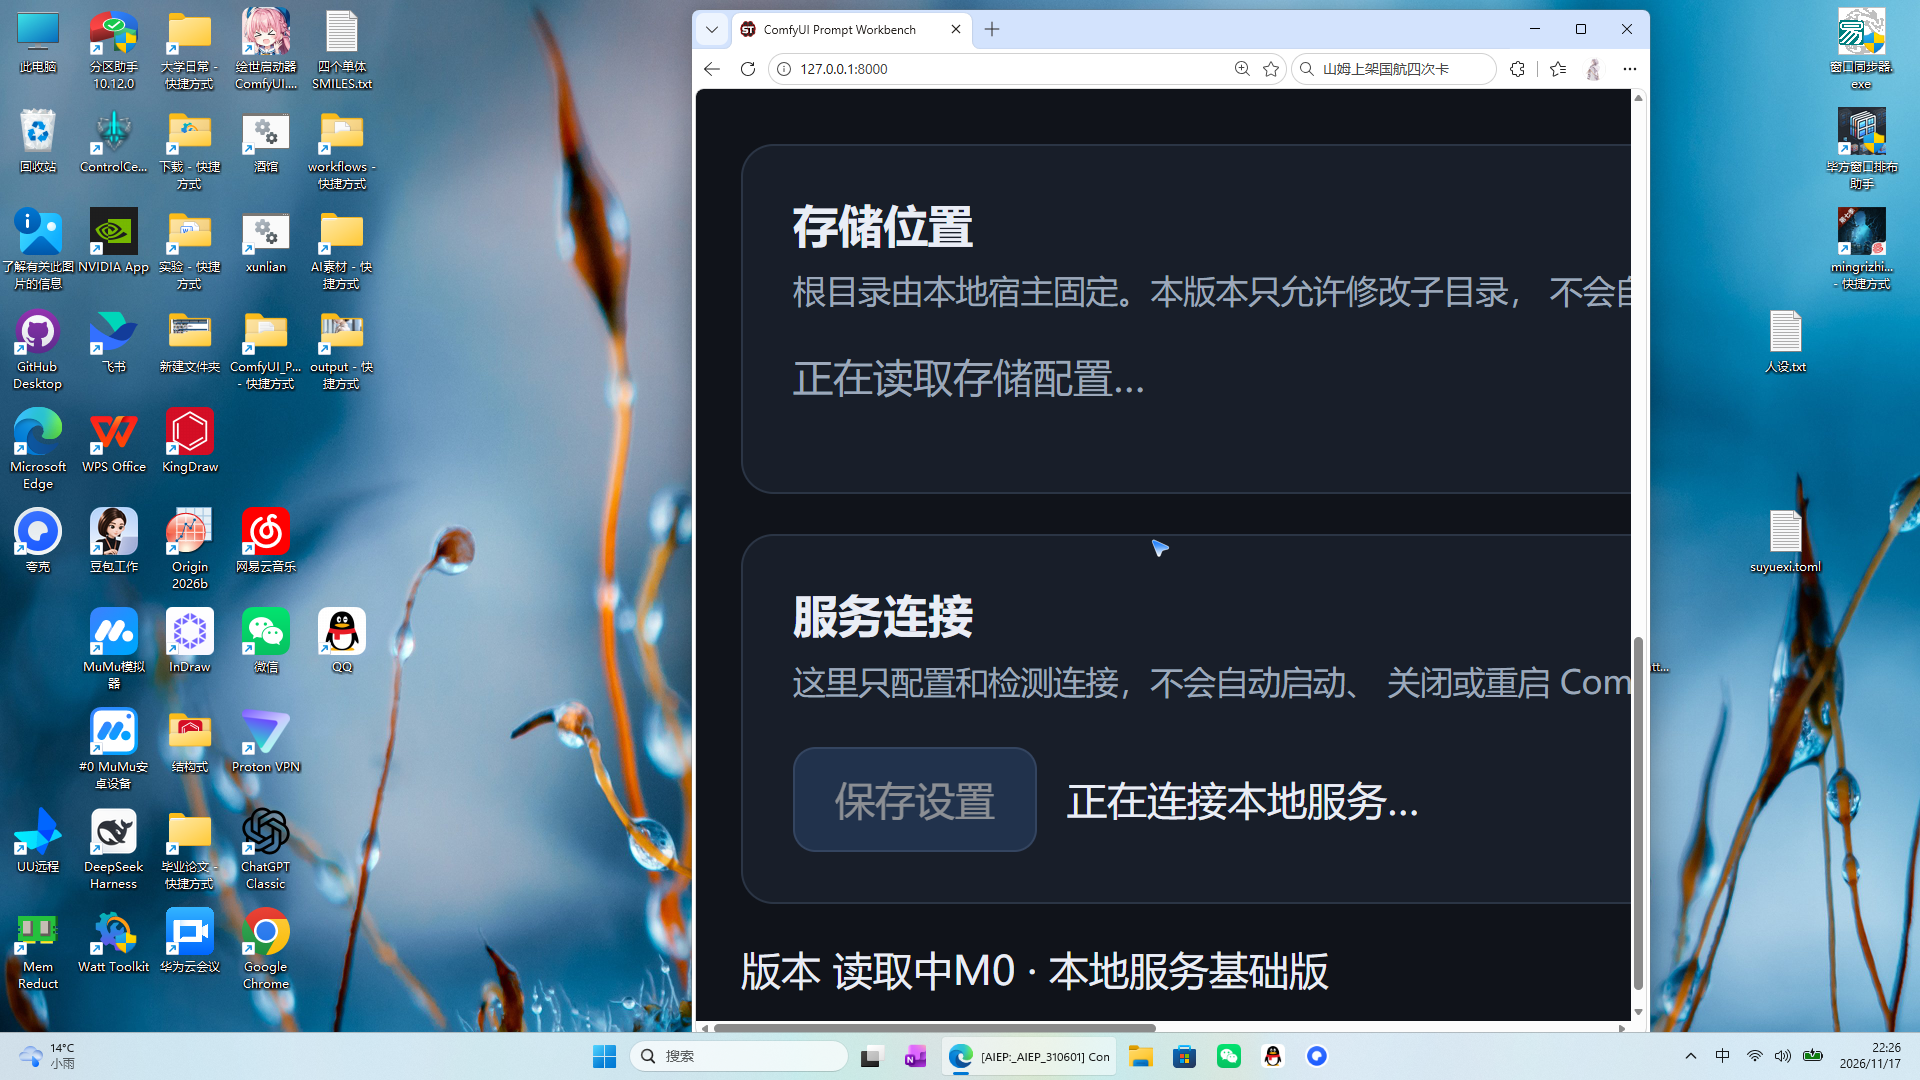 此电脑
分区助手
10.12.0
大学日常 -
快捷方式
绘世启动器
ComfyUI....
四个单体
SMILES.txt
回收站
ControlCe...
下载 - 快捷
方式
酒馆
workflows -
快捷方式
了解有关此图
片的信息
NVIDIA App
实验 - 快捷
方式
xunlian
AI素材 - 快
捷方式
GitHub
Desktop
飞书
新建文件夹
ComfyUI_P...
- 快捷方式
output - 快
捷方式
Microsoft
Edge
WPS Office
KingDraw
夸克
豆包工作
Origin
2026b
网易云音乐
MuMu模拟
器
InDraw
微信
QQ
#0 MuMu安
卓设备
结构式
Proton VPN
UU远程
DeepSeek
Harness
毕业论文 -
快捷方式
ChatGPT
Classic
Mem
Reduct
Watt Toolkit
华为云会议
Google
Chrome
ComfyUI Prompt Workbench
127.0.0.1:8000
山姆上架国航四次卡
存储位置
根目录由本地宿主固定。本版本只允许修改子目录， 不会自
正在读取存储配置...
服务连接
这里只配置和检测连接，不会自动启动、 关闭或重启 Com
保存设置
正在连接本地服务...
版本 读取中M0 · 本地服务基础版
窗口同步器.
exe
毕方窗口排布
助手
第七季
mingrizhi...
- 快捷方式
人设.txt
suyuexi.toml
tt...
14°C
小雨
搜索
[AIEP:_AIEP_310601] Con
中
22:26
2026/11/17